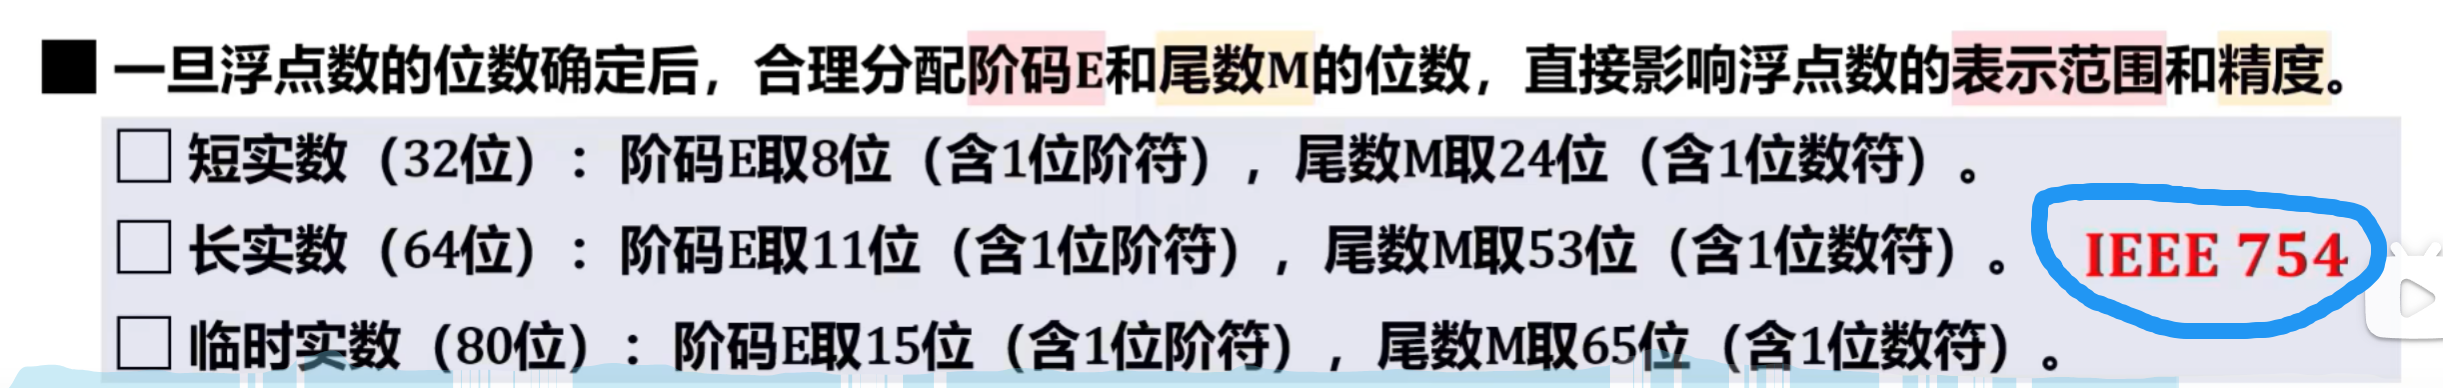 一旦浮点数的位数确定后，合理分配阶码E和尾数M的位数，直接影响浮点数的表示范围和精度。
短实数（32位）：阶码E取8位（含1位阶符），尾数M取24位（含1位数符）。
长实数（64位）：阶码E取11位（含1位阶符），尾数M取53位（含1位数符）。 IEEE 754
临时实数（80位）：阶码E取15位（含1位阶符），尾数M取65位（含1位数符）。